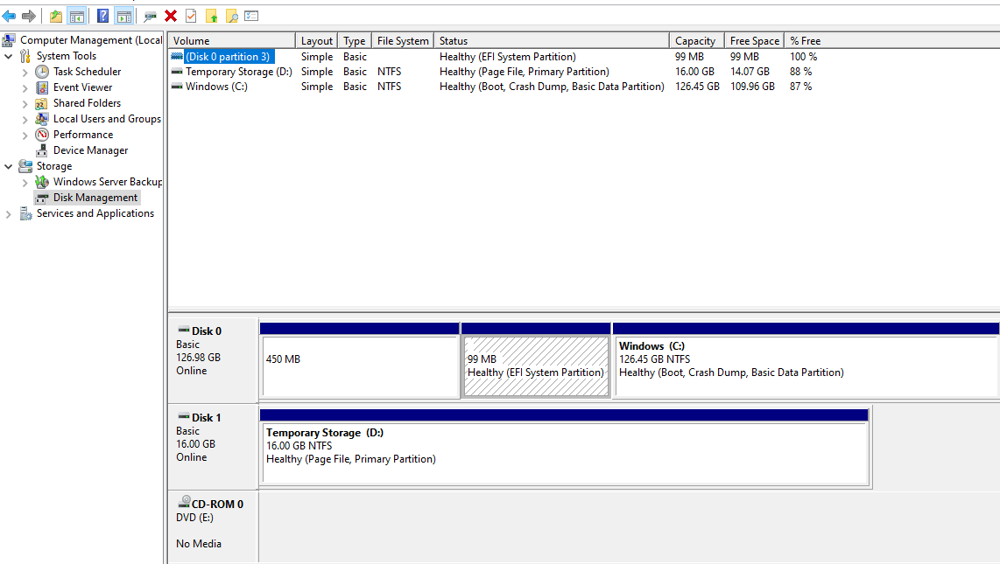 Computer Management (Local
System Tools
Task Scheduler
Event Viewer
Shared Folders
Local Users and Groups
Performance
Device Manager
Storage
Windows Server Backup
Disk Management
Services and Applications
Volume Layout Type File System Status Capacity Free Space % Free
(Disk 0 partition 3) Simple Basic Healthy (EFI System Partition) 99 MB 99 MB 100 %
Temporary Storage (D:) Simple Basic NTFS Healthy (Page File, Primary Partition) 16.00 GB 14.07 GB 88 %
Windows (C:) Simple Basic NTFS Healthy (Boot, Crash Dump, Basic Data Partition) 126.45 GB 109.96 GB 87 %
Disk 0
Basic
126.98 GB
Online
450 MB
99 MB
Healthy (EFI System Partition)
Windows (C:)
126.45 GB NTFS
Healthy (Boot, Crash Dump, Basic Data Partition)
Disk 1
Basic
16.00 GB
Online
Temporary Storage (D:)
16.00 GB NTFS
Healthy (Page File, Primary Partition)
CD-ROM 0
DVD (E:)
No Media